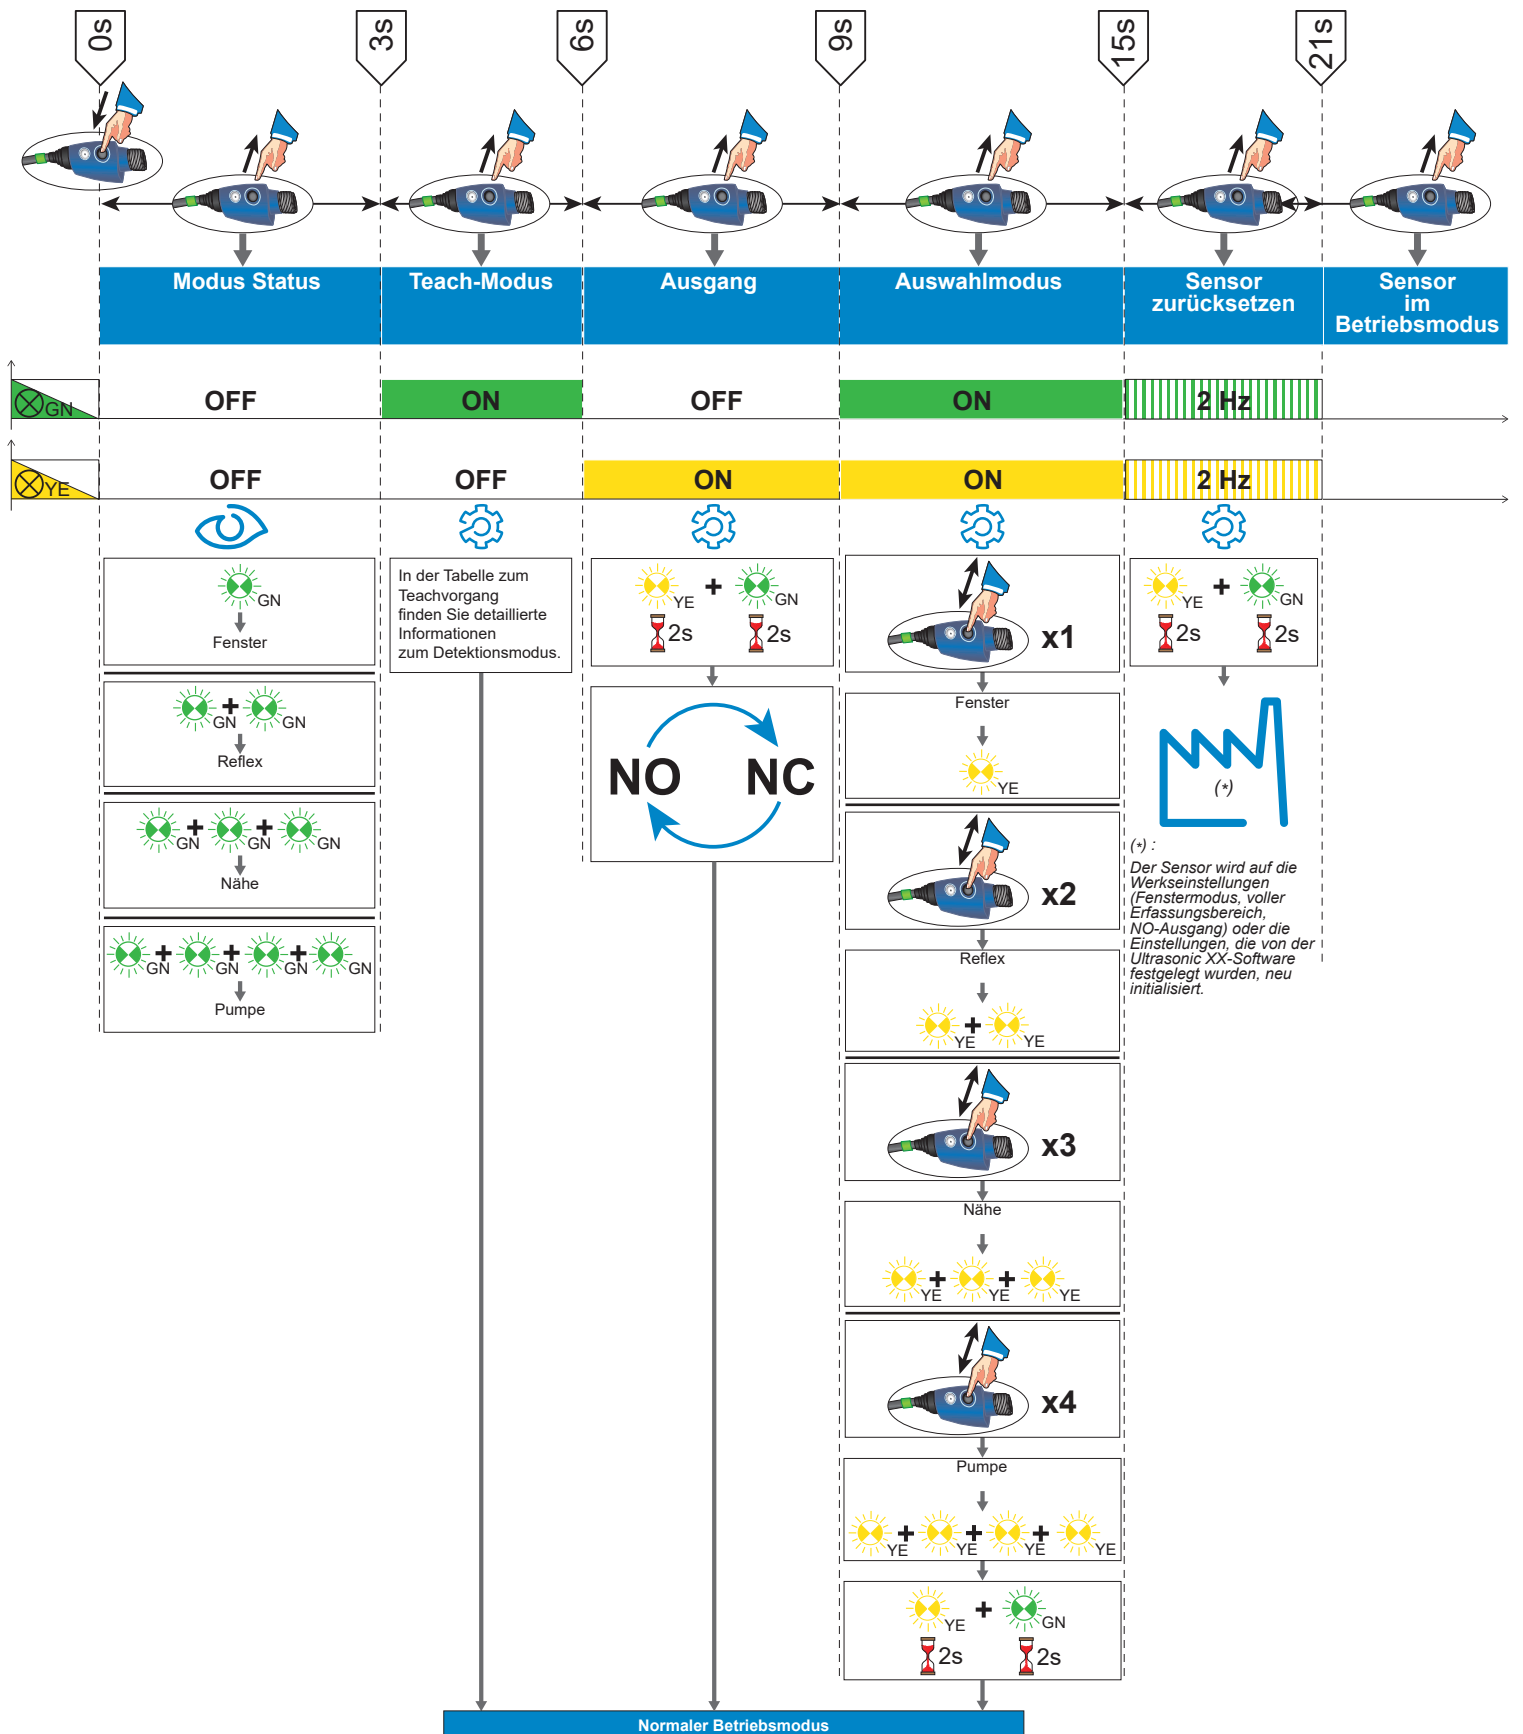 0s
3s
6s
9s
15s
21s
Modus Status
Teach-Modus
Ausgang
Auswahlmodus
Sensor
zurücksetzen
Sensor
im
Betriebsmodus
GN
OFF
ON
OFF
ON
2 Hz
YE
OFF
OFF
ON
ON
2 Hz
GN
Fenster
GN + GN
Reflex
GN + GN + GN
Nähe
GN + GN + GN + GN
Pumpe
In der Tabelle zum
Teachvorgang
finden Sie detaillierte
Informationen
zum Detektionsmodus.
YE + GN
2s 2s
NO NC
x1
Fenster
YE
x2
Reflex
YE + YE
x3
Nähe
YE + YE + YE
x4
Pumpe
YE + YE + YE + YE
YE + GN
2s 2s
YE + GN
2s 2s
(*)
(*) :
Der Sensor wird auf die
Werkseinstellungen
(Fenstermodus, voller
Erfassungsbereich,
NO-Ausgang) oder die
Einstellungen, die von der
Ultrasonic XX-Software
festgelegt wurden, neu
initialisiert.
Normaler Betriebsmodus